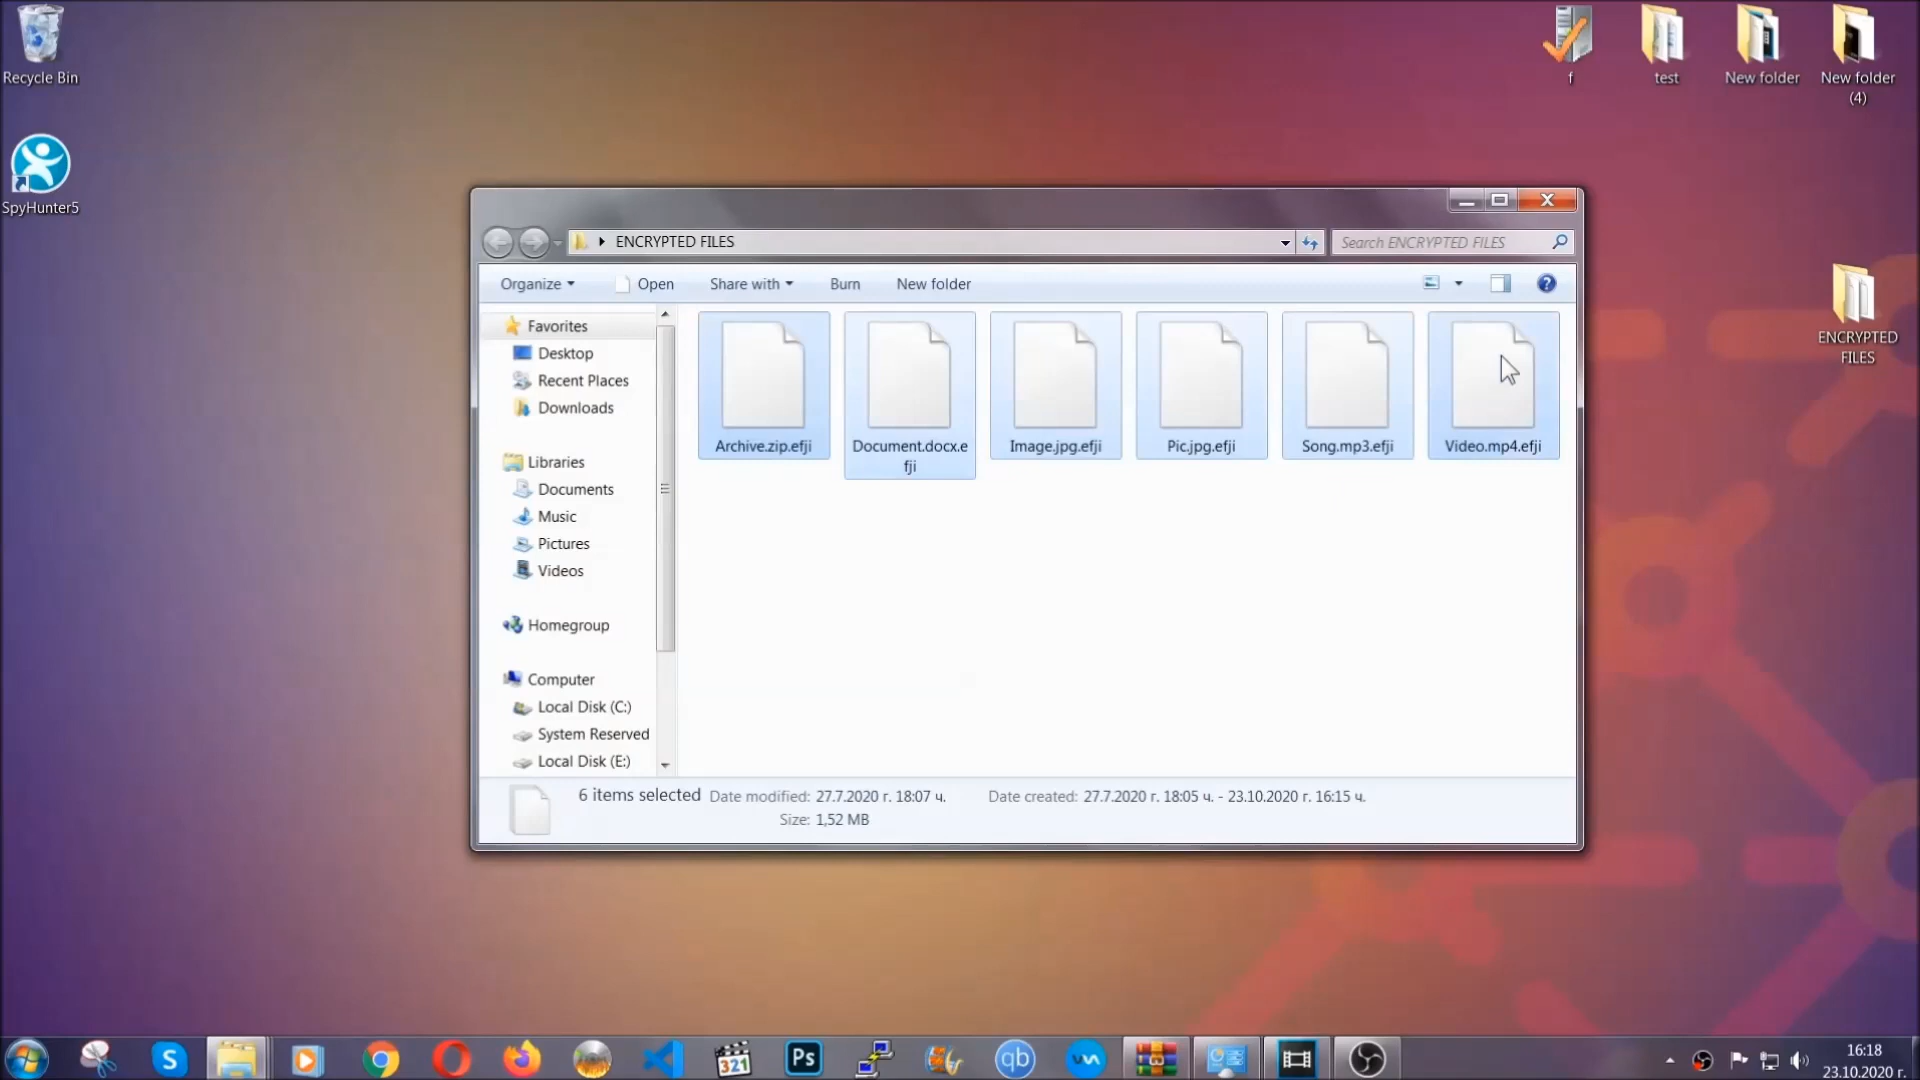 Recycle Bin
SpyHunter5
f
test
New folder
New folder
(4)
ENCRYPTED
FILES
ENCRYPTED FILES
Search ENCRYPTED FILES
Organize
Open
Share with
Burn
New folder
Favorites
Desktop
Recent Places
Downloads
Libraries
Documents
Music
Pictures
Videos
Homegroup
Computer
Local Disk (C:)
System Reserved
Local Disk (E:)
Archive.zip.efji
Document.docx.e
fji
Image.jpg.efji
Pic.jpg.efji
Song.mp3.efji
Video.mp4.efji
6 items selected Date modified: 27.7.2020 г. 18:07 ч. Date created: 27.7.2020 г. 18:05 ч. - 23.10.2020 г. 16:15 ч.
Size: 1,52 MB
S
321
Ps
qb
16:18
23.10.2020 г.